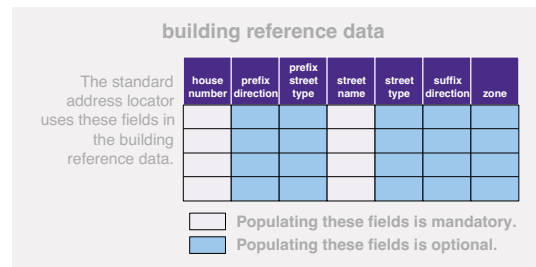 building reference data
The standard
address locator
uses these fields in
the building
reference data.
house number
prefix direction
prefix street type
street name
street type
suffix direction
zone
Populating these fields is mandatory.
Populating these fields is optional.